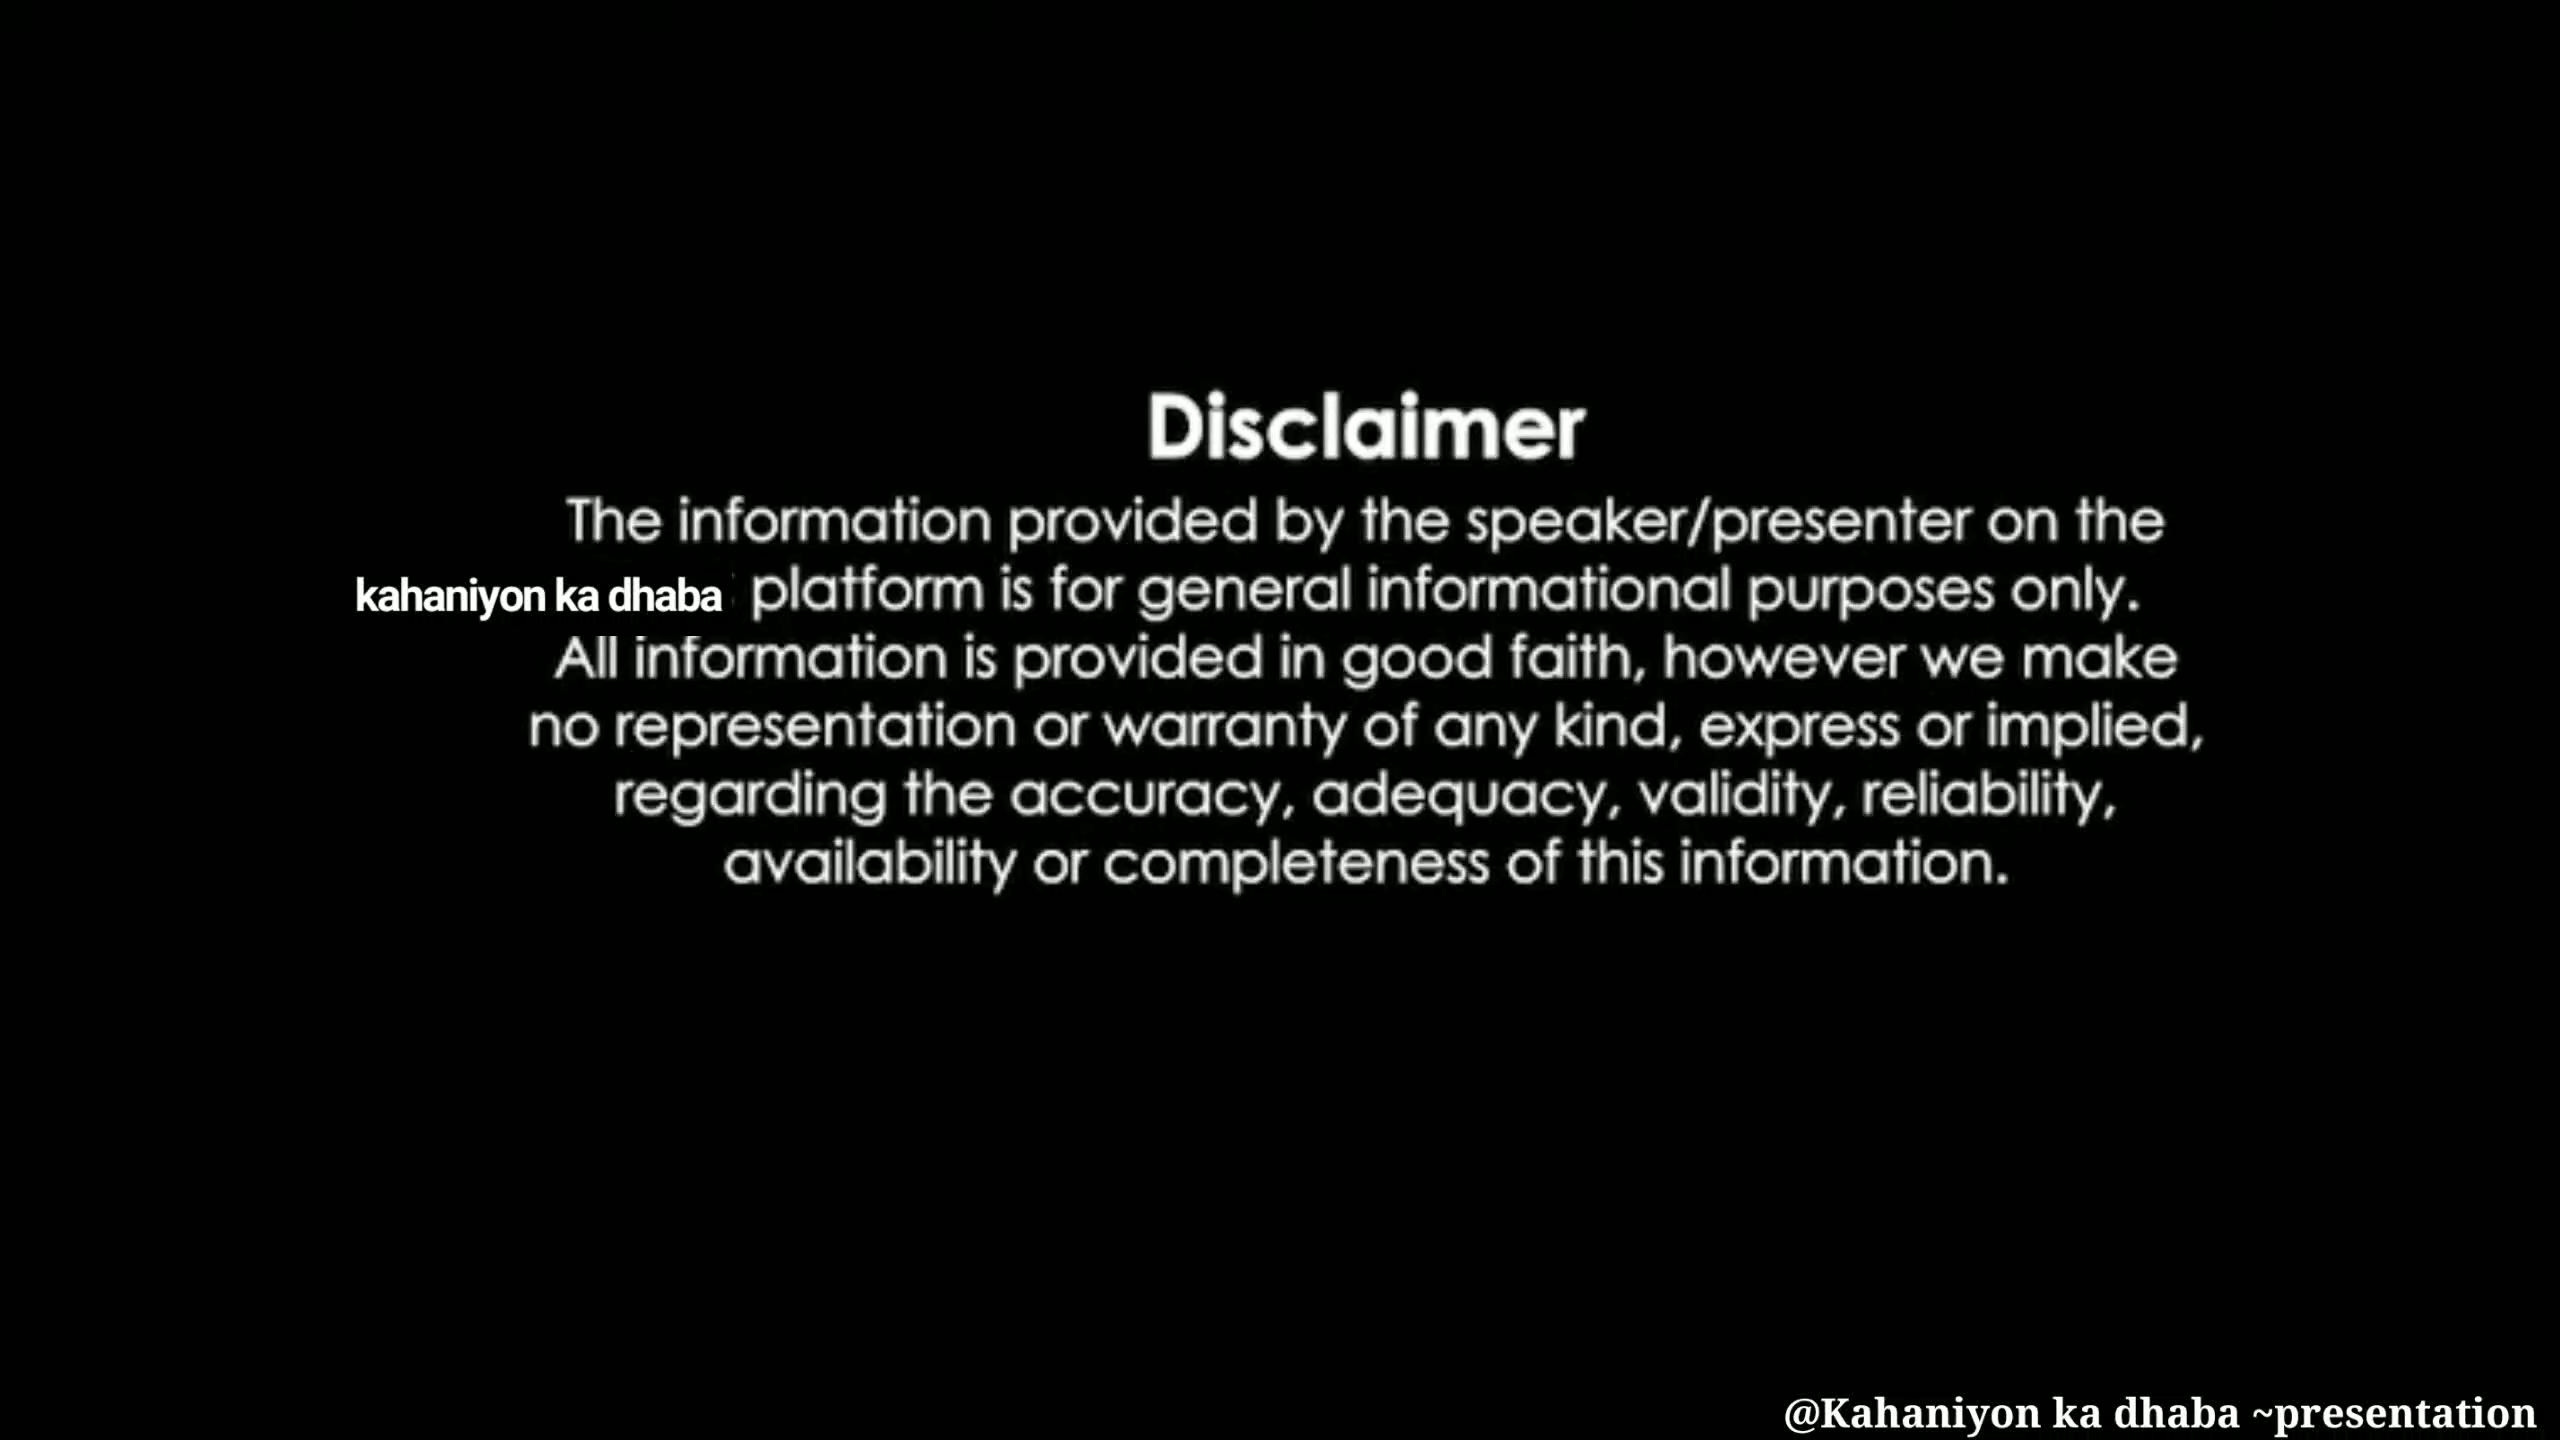 Disclaimer
The information provided by the speaker/presenter on the
kahaniyon ka dhaba platform is for general informational purposes only.
All information is provided in good faith, however we make
no representation or warranty of any kind, express or implied,
regarding the accuracy, adequacy, validity, reliability,
availability or completeness of this information.
@Kahaniyon ka dhaba ~presentation